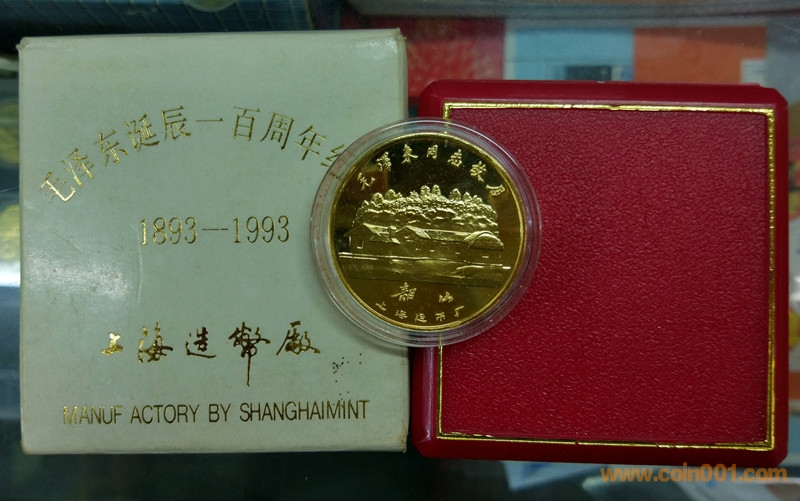 毛泽东诞辰一百周年纪
1893—1993
上海造幣廠
MANUF ACTORY BY SHANGHAIMINT
毛泽东同志故居
韶山
上海造币厂
www.coin001.com